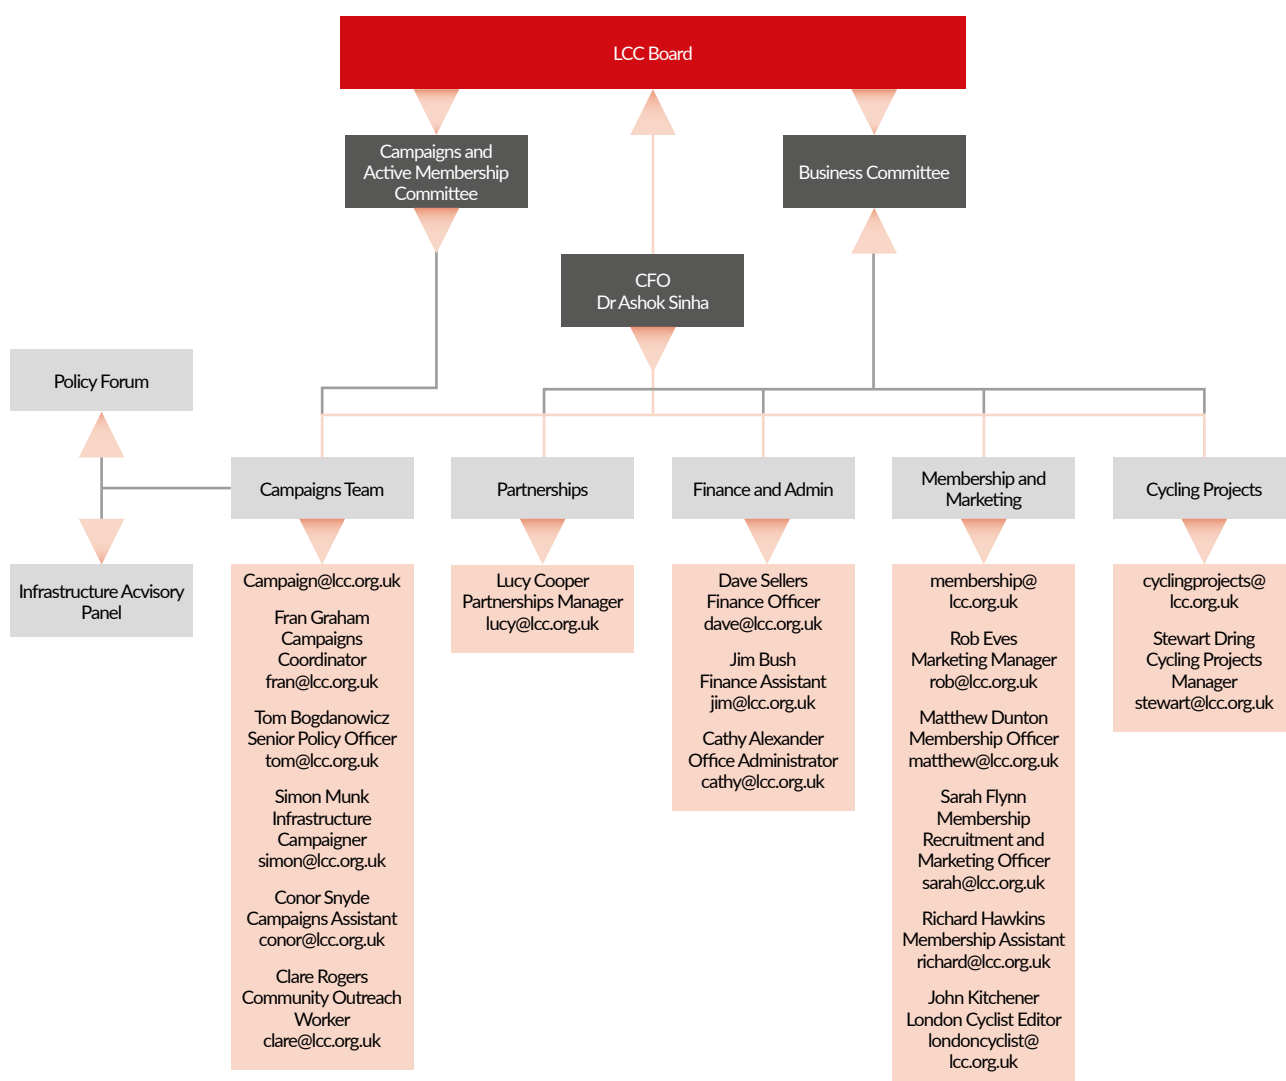 LCC Board
Campaigns and
Active Membership
Committee
Business Committee
CFO
Dr Ashok Sinha
Policy Forum
Infrastructure Acvisory
Panel
Campaigns Team
Partnerships
Finance and Admin
Membership and
Marketing
Cycling Projects
Campaign@lcc.org.uk
Fran Graham
Campaigns
Coordinator
fran@lcc.org.uk
Tom Bogdanowicz
Senior Policy Officer
tom@lcc.org.uk
Simon Munk
Infrastructure
Campaigner
simon@lcc.org.uk
Conor Snyde
Campaigns Assistant
conor@lcc.org.uk
Clare Rogers
Community Outreach
Worker
clare@lcc.org.uk
Lucy Cooper
Partnerships Manager
lucy@lcc.org.uk
Dave Sellers
Finance Officer
dave@lcc.org.uk
Jim Bush
Finance Assistant
jim@lcc.org.uk
Cathy Alexander
Office Administrator
cathy@lcc.org.uk
membership@
lcc.org.uk
Rob Eves
Marketing Manager
rob@lcc.org.uk
Matthew Dunton
Membership Officer
matthew@lcc.org.uk
Sarah Flynn
Membership
Recruitment and
Marketing Officer
sarah@lcc.org.uk
Richard Hawkins
Membership Assistant
richard@lcc.org.uk
John Kitchener
London Cyclist Editor
londoncyclist@
lcc.org.uk
cyclingprojects@
lcc.org.uk
Stewart Dring
Cycling Projects
Manager
stewart@lcc.org.uk